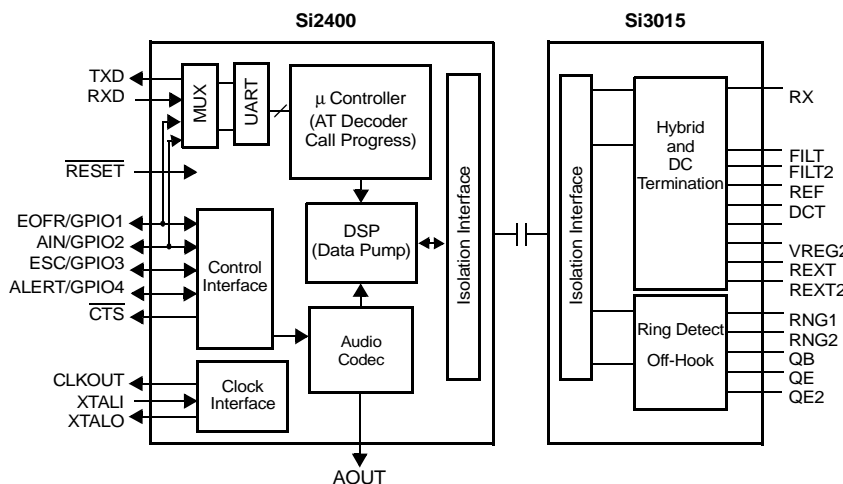 Si2400
Si3015
TXD
RXD
RESET
EOFR/GPIO1
AIN/GPIO2
ESC/GPIO3
ALERT/GPIO4
CTS
CLKOUT
XTALI
XTALO
MUX
UART
μ Controller
(AT Decoder
Call Progress)
Control
Interface
DSP
(Data Pump)
Audio
Codec
Clock
Interface
AOUT
Isolation Interface
Isolation Interface
Hybrid
and
DC
Termination
Ring Detect
Off-Hook
RX
FILT
FILT2
REF
DCT
VREG2
REXT
REXT2
RNG1
RNG2
QB
QE
QE2